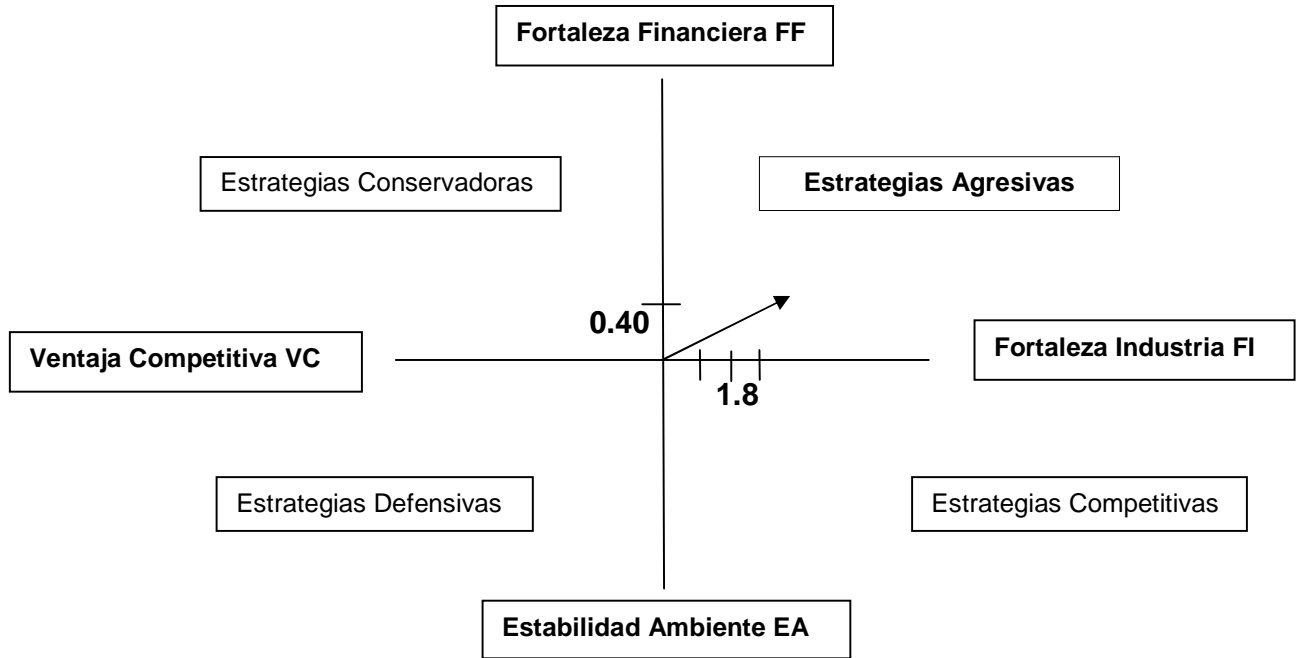 Fortaleza Financiera FF
Estrategias Conservadoras
Estrategias Agresivas
0.40
Ventaja Competitiva VC
Fortaleza Industria FI
1.8
Estrategias Defensivas
Estrategias Competitivas
Estabilidad Ambiente EA